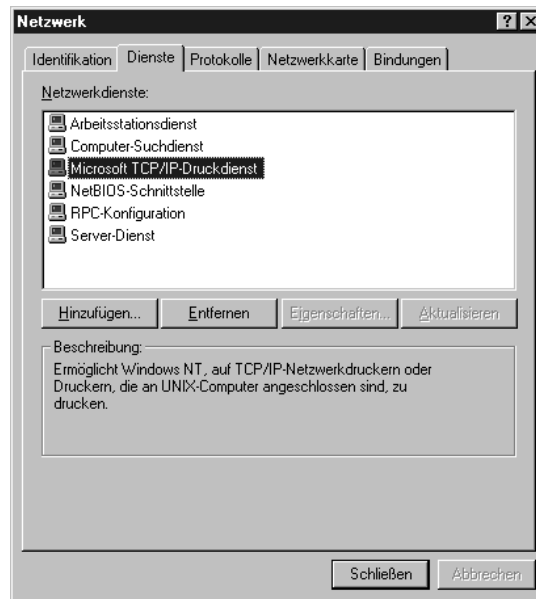 Netzwerk
Identifikation Dienste Protokolle Netzwerkkarte Bindungen
Netzwerkdienste:
Arbeitsstationsdienst
Computer-Suchdienst
Microsoft TCP/IP-Druckdienst
NetBIOS-Schnittstelle
RPC-Konfiguration
Server-Dienst
Hinzufügen... Entfernen Eigenschaften... Aktualisieren
Beschreibung:
Ermöglicht Windows NT, auf TCP/IP-Netzwerkdruckern oder
Druckern, die an UNIX-Computer angeschlossen sind, zu
drucken.
Schließen Abbrechen